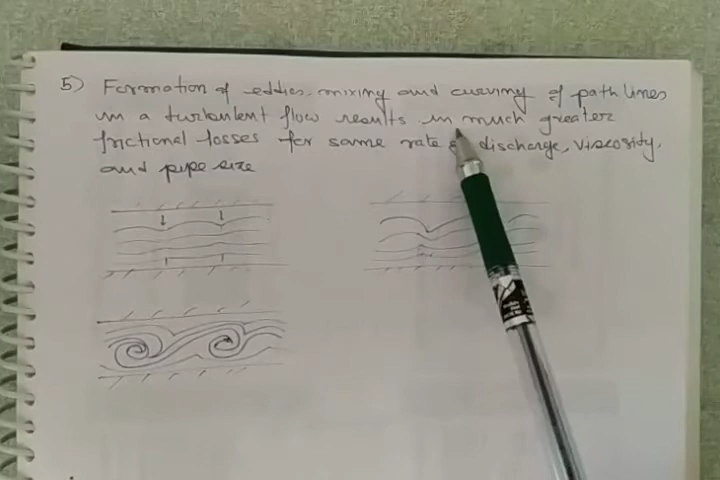 5) Formation of eddies, mixing and curving of path lines
in a turbulent flow results in much greater
frictional losses for same rate discharge, viscosity,
and pipe size